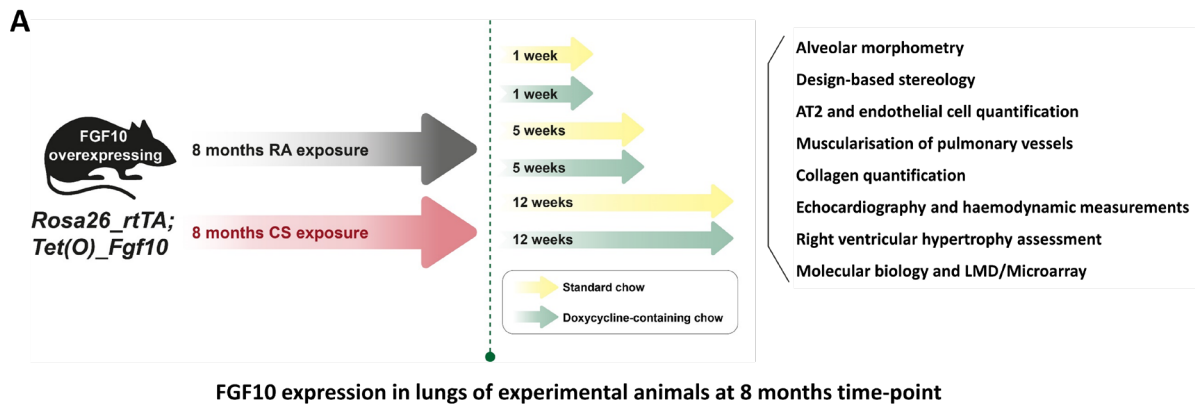 A
FGF10
overexpressing
Rosa26_rtTA;
Tet(O)_Fgf10
8 months RA exposure
8 months CS exposure
1 week
1 week
5 weeks
5 weeks
12 weeks
12 weeks
Standard chow
Doxycycline-containing chow
Alveolar morphometry
Design-based stereology
AT2 and endothelial cell quantification
Muscularisation of pulmonary vessels
Collagen quantification
Echocardiography and haemodynamic measurements
Right ventricular hypertrophy assessment
Molecular biology and LMD/Microarray
FGF10 expression in lungs of experimental animals at 8 months time-point